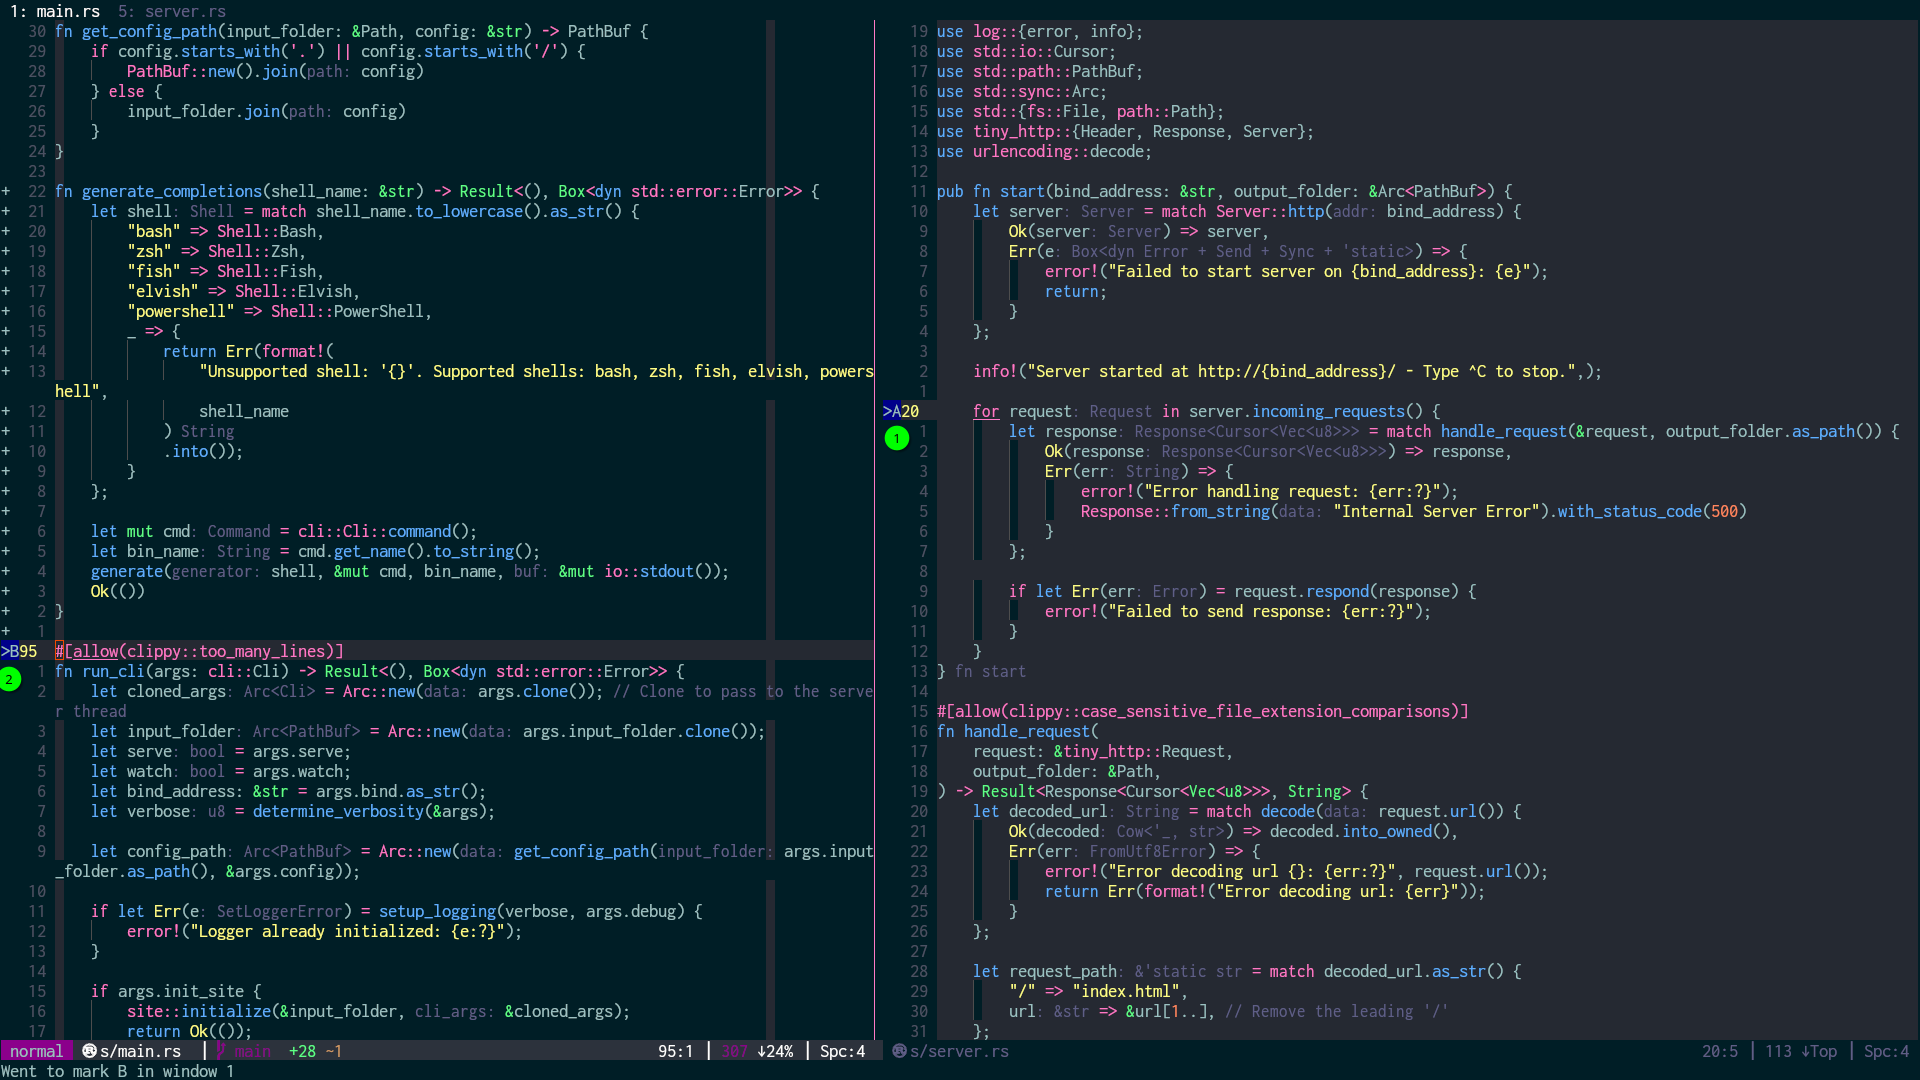 1: main.rs  5: server.rs
30 fn get_config_path(input_folder: &Path, config: &str) -> PathBuf {
29     if config.starts_with('.') || config.starts_with('/') {
28         PathBuf::new().join(path: config)
27     } else {
26         input_folder.join(path: config)
25     }
24 }
23
+ 22 fn generate_completions(shell_name: &str) -> Result<(), Box<dyn std::error::Error>> {
+ 21     let shell: Shell = match shell_name.to_lowercase().as_str() {
+ 20         "bash" => Shell::Bash,
+ 19         "zsh" => Shell::Zsh,
+ 18         "fish" => Shell::Fish,
+ 17         "elvish" => Shell::Elvish,
+ 16         "powershell" => Shell::PowerShell,
+ 15         _ => {
+ 14             return Err(format!(
+ 13                 "Unsupported shell: '{}'. Supported shells: bash, zsh, fish, elvish, powers
hell",
+ 12                 shell_name
+ 11             ) String
+ 10             .into());
+ 9         }
+ 8     };
+ 7
+ 6     let mut cmd: Command = cli::Cli::command();
+ 5     let bin_name: String = cmd.get_name().to_string();
+ 4     generate(generator: shell, &mut cmd, bin_name, buf: &mut io::stdout());
+ 3     Ok(())
+ 2 }
+ 1
>B95 #[allow(clippy::too_many_lines)]
1 fn run_cli(args: cli::Cli) -> Result<(), Box<dyn std::error::Error>> {
2
2     let cloned_args: Arc<Cli> = Arc::new(data: args.clone()); // Clone to pass to the serve
r thread
3     let input_folder: Arc<PathBuf> = Arc::new(data: args.input_folder.clone());
4     let serve: bool = args.serve;
5     let watch: bool = args.watch;
6     let bind_address: &str = args.bind.as_str();
7     let verbose: u8 = determine_verbosity(&args);
8
9     let config_path: Arc<PathBuf> = Arc::new(data: get_config_path(input_folder: args.input
_folder.as_path(), &args.config));
10
11     if let Err(e: SetLoggerError) = setup_logging(verbose, args.debug) {
12         error!("Logger already initialized: {e:?}");
13     }
14
15     if args.init_site {
16         site::initialize(&input_folder, cli_args: &cloned_args);
17         return Ok(());
normal  s/main.rs | main +28 ~1  95:1 | 307 ↓24% | Spc:4
Went to mark B in window 1
19 use log::{error, info};
18 use std::io::Cursor;
17 use std::path::PathBuf;
16 use std::sync::Arc;
15 use std::{fs::File, path::Path};
14 use tiny_http::{Header, Response, Server};
13 use urlencoding::decode;
12
11 pub fn start(bind_address: &str, output_folder: &Arc<PathBuf>) {
10     let server: Server = match Server::http(addr: bind_address) {
9         Ok(server: Server) => server,
8         Err(e: Box<dyn Error + Send + Sync + 'static>) => {
7             error!("Failed to start server on {bind_address}: {e}");
6             return;
5         }
4     };
3
2     info!("Server started at http://{bind_address}/ - Type ^C to stop.",);
1
>A20     for request: Request in server.incoming_requests() {
1
1         let response: Response<Cursor<Vec<u8>>> = match handle_request(&request, output_folder.as_path()) {
2             Ok(response: Response<Cursor<Vec<u8>>>) => response,
3             Err(err: String) => {
4                 error!("Error handling request: {err:?}");
5                 Response::from_string(data: "Internal Server Error").with_status_code(500)
6             }
7         };
8
9         if let Err(err: Error) = request.respond(response) {
10             error!("Failed to send response: {err:?}");
11         }
12     }
13 } fn start
14
15 #[allow(clippy::case_sensitive_file_extension_comparisons)]
16 fn handle_request(
17     request: &tiny_http::Request,
18     output_folder: &Path,
19 ) -> Result<Response<Cursor<Vec<u8>>>, String> {
20     let decoded_url: String = match decode(data: request.url()) {
21         Ok(decoded: Cow<'_, str>) => decoded.into_owned(),
22         Err(err: FromUtf8Error) => {
23             error!("Error decoding url {}: {err:?}", request.url());
24             return Err(format!("Error decoding url: {err}"));
25         }
26     };
27
28     let request_path: &'static str = match decoded_url.as_str() {
29         "/" => "index.html",
30         url: &str => &url[1..], // Remove the leading '/'
31     };
s/server.rs  20:5 | 113 ↓Top | Spc:4